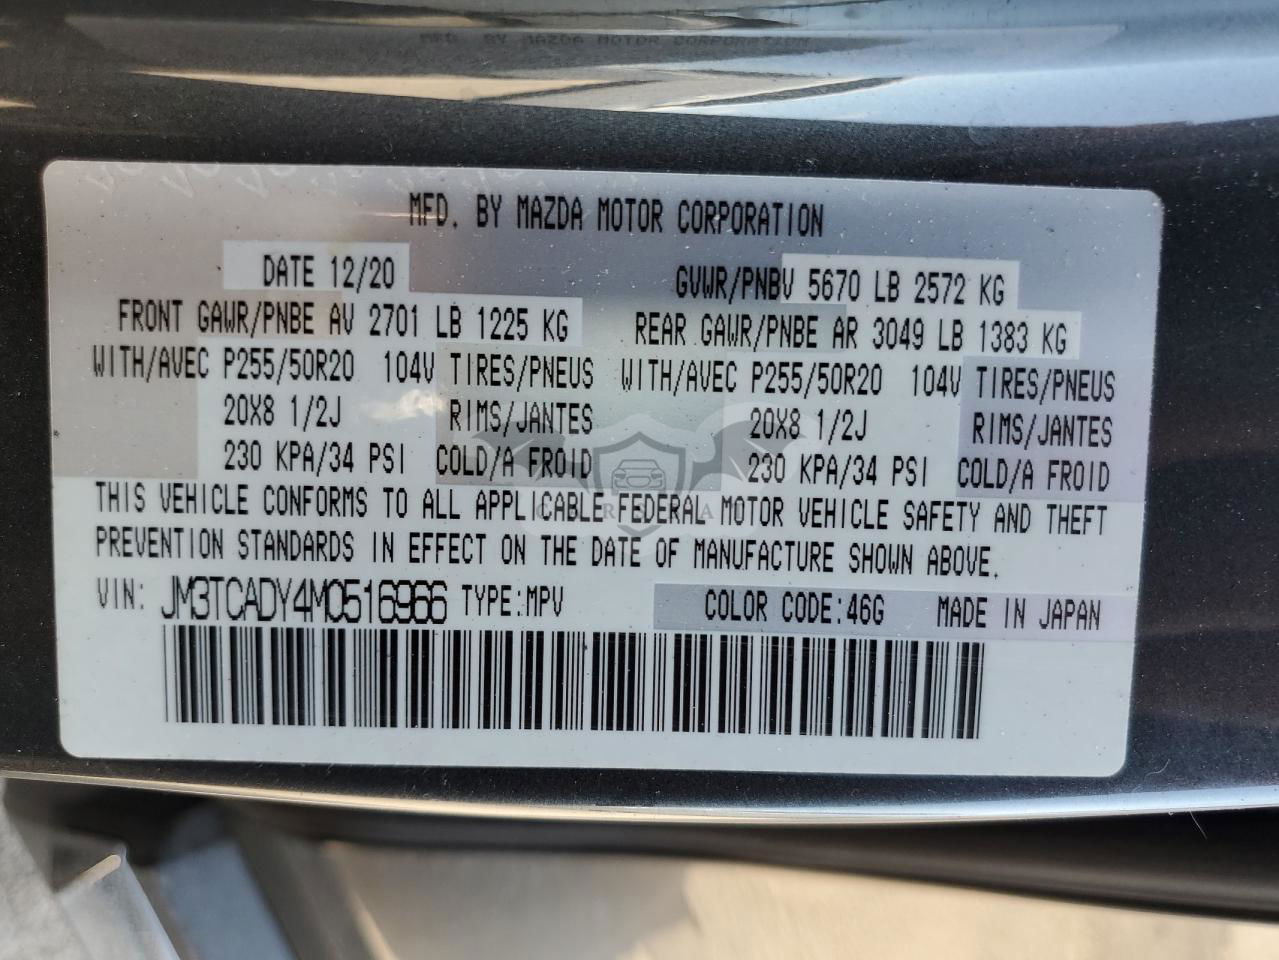 MFD. BY MAZDA MOTOR CORPORATION
MFD. BY MAZDA MOTOR CORPORATION
DATE 12/20 GVWR/PNBV 5670 LB 2572 KG
FRONT GAWR/PNBE AV 2701 LB 1225 KG REAR GAWR/PNBE AR 3049 LB 1383 KG
WITH/AVEC P255/50R20 104V TIRES/PNEUS WITH/AVEC P255/50R20 104V TIRES/PNEUS
20X8 1/2J RIMS/JANTES 20X8 1/2J RIMS/JANTES
230 KPA/34 PSI COLD/A FROID 230 KPA/34 PSI COLD/A FROID
THIS VEHICLE CONFORMS TO ALL APPLICABLE FEDERAL MOTOR VEHICLE SAFETY AND THEFT
PREVENTION STANDARDS IN EFFECT ON THE DATE OF MANUFACTURE SHOWN ABOVE.
VIN: JM3TCADY4M0516966 TYPE:MPV COLOR CODE:46G MADE IN JAPAN